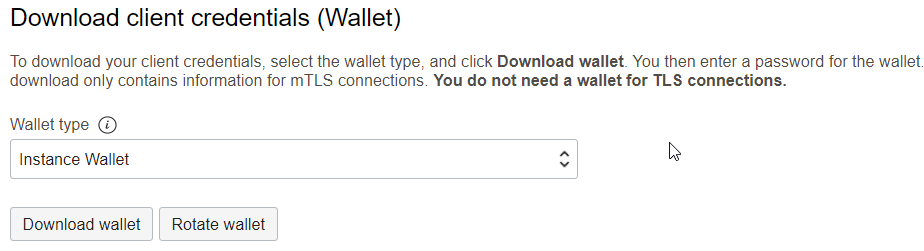 Download client credentials (Wallet)
To download your client credentials, select the wallet type, and click Download wallet. You then enter a password for the wallet.
download only contains information for mTLS connections. You do not need a wallet for TLS connections.
Wallet type i
Instance Wallet
Download wallet Rotate wallet